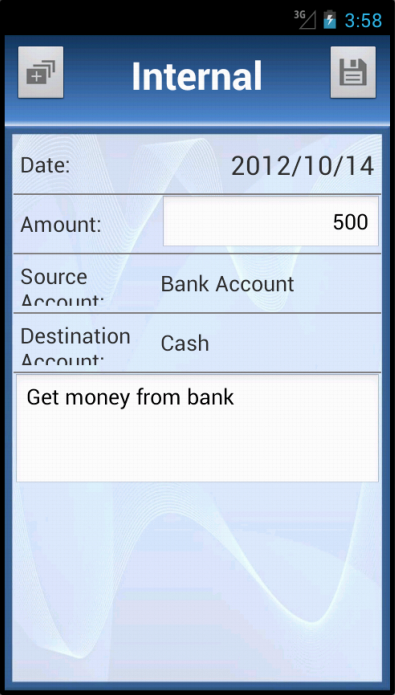 3G 3:58
Internal
Date: 2012/10/14
Amount: 500
Source
Account: Bank Account
Destination
Account: Cash
Get money from bank